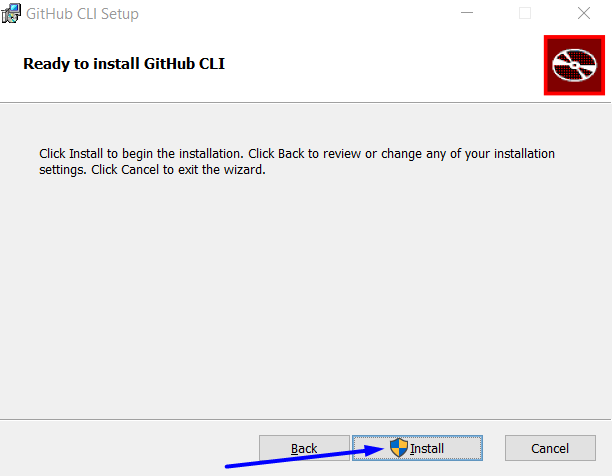 GitHub CLI Setup
Ready to install GitHub CLI
Click Install to begin the installation. Click Back to review or change any of your installation
settings. Click Cancel to exit the wizard.
Back Install Cancel